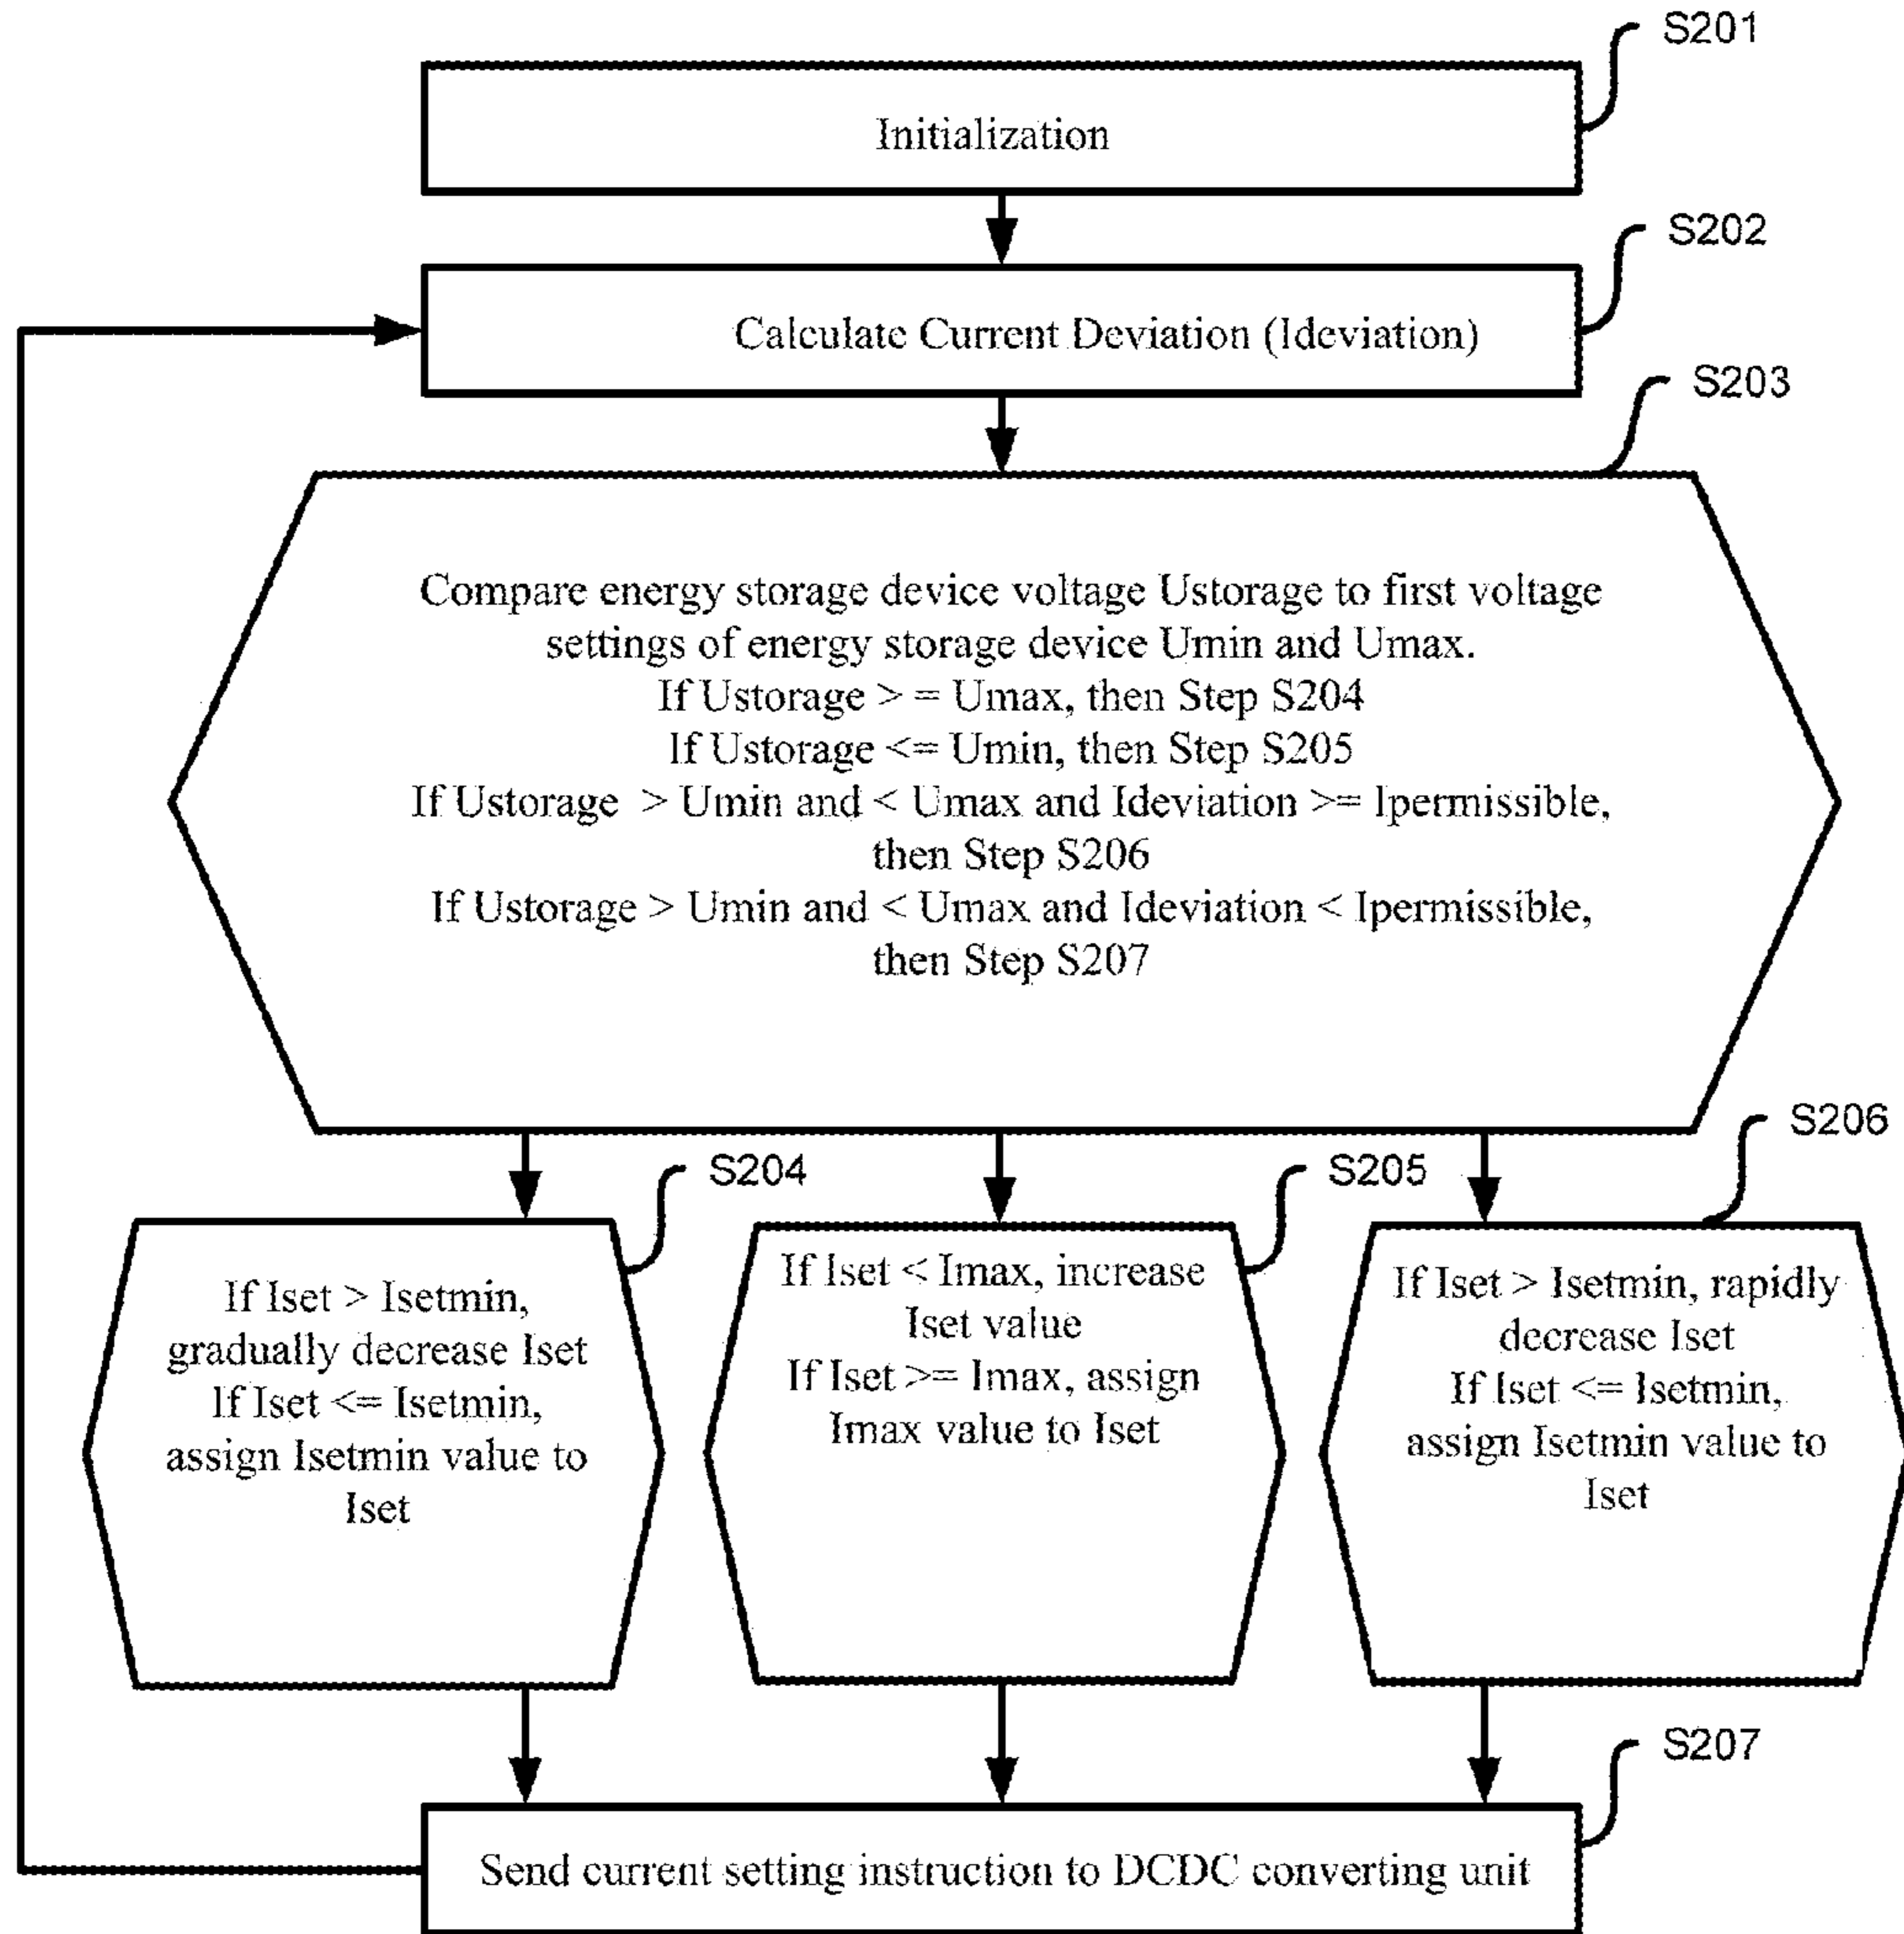 S201
Initialization
S202
Calculate Current Deviation (Ideviation)
S203
Compare energy storage device voltage Ustorage to first voltage
settings of energy storage device Umin and Umax.
If Ustorage > = Umax, then Step S204
If Ustorage <= Umin, then Step S205
If Ustorage > Umin and < Umax and Ideviation >= Ipermissible,
then Step S206
If Ustorage > Umin and < Umax and Ideviation < Ipermissible,
then Step S207
S204
If Iset > Isetmin,
gradually decrease Iset
If Iset <= Isetmin,
assign Isetmin value to
Iset
S205
If Iset < Imax, increase
Iset value
If Iset >= Imax, assign
Imax value to Iset
S206
If Iset > Isetmin, rapidly
decrease Iset
If Iset <= Isetmin,
assign Isetmin value to
Iset
S207
Send current setting instruction to DCDC converting unit